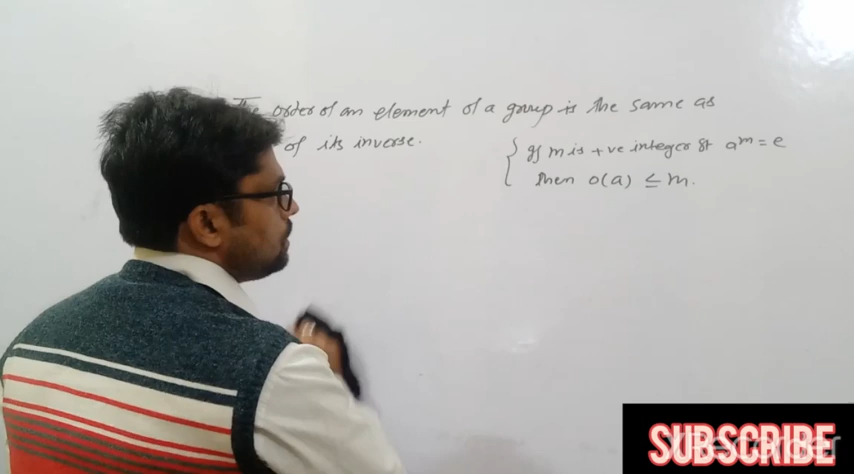 The order of an element of a group is the same as
of its inverse.
If m is +ve integer st aᵐ = e
then o(a) ≤ m.
SUBSCRIBE